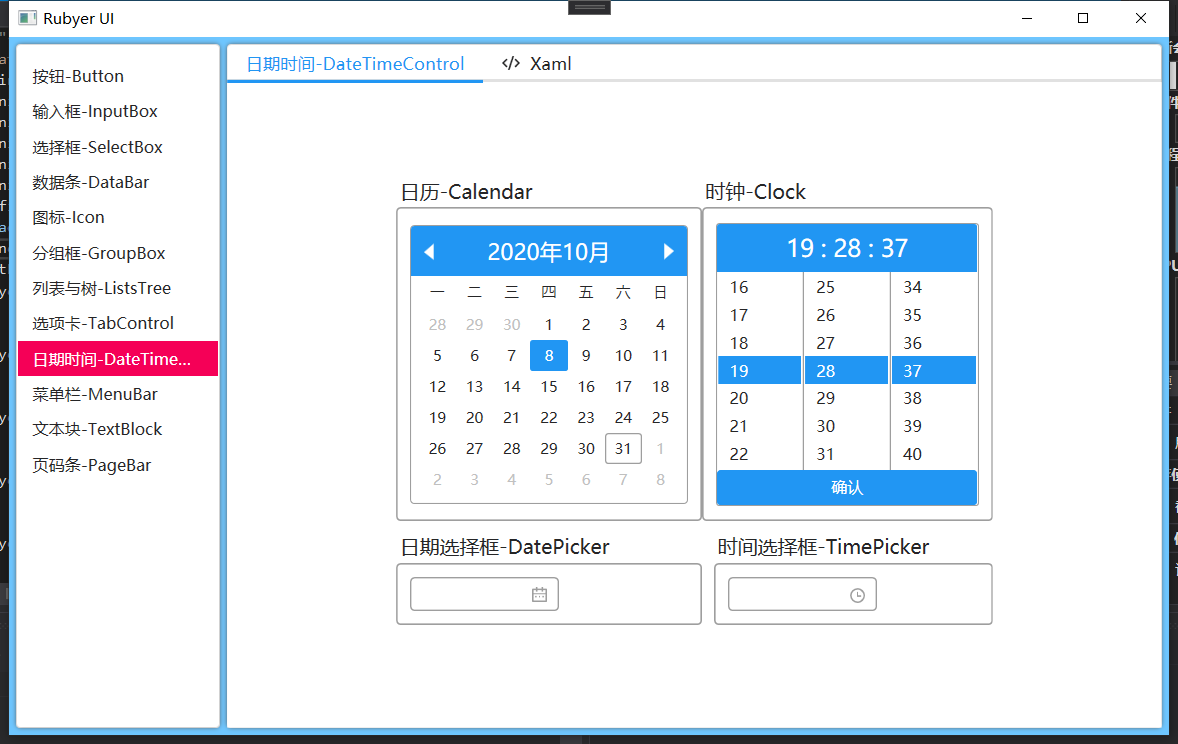 Rubyer UI
按钮-Button
输入框-InputBox
选择框-SelectBox
数据条-DataBar
图标-Icon
分组框-GroupBox
列表与树-ListsTree
选项卡-TabControl
日期时间-DateTime...
菜单栏-MenuBar
文本块-TextBlock
页码条-PageBar
日期时间-DateTimeControl
</> Xaml
日历-Calendar
2020年10月
一 二 三 四 五 六 日
28 29 30 1 2 3 4
5 6 7 8 9 10 11
12 13 14 15 16 17 18
19 20 21 22 23 24 25
26 27 28 29 30 31 1
2 3 4 5 6 7 8
时钟-Clock
19 : 28 : 37
16 25 34
17 26 35
18 27 36
19 28 37
20 29 38
21 30 39
22 31 40
确认
日期选择框-DatePicker
时间选择框-TimePicker